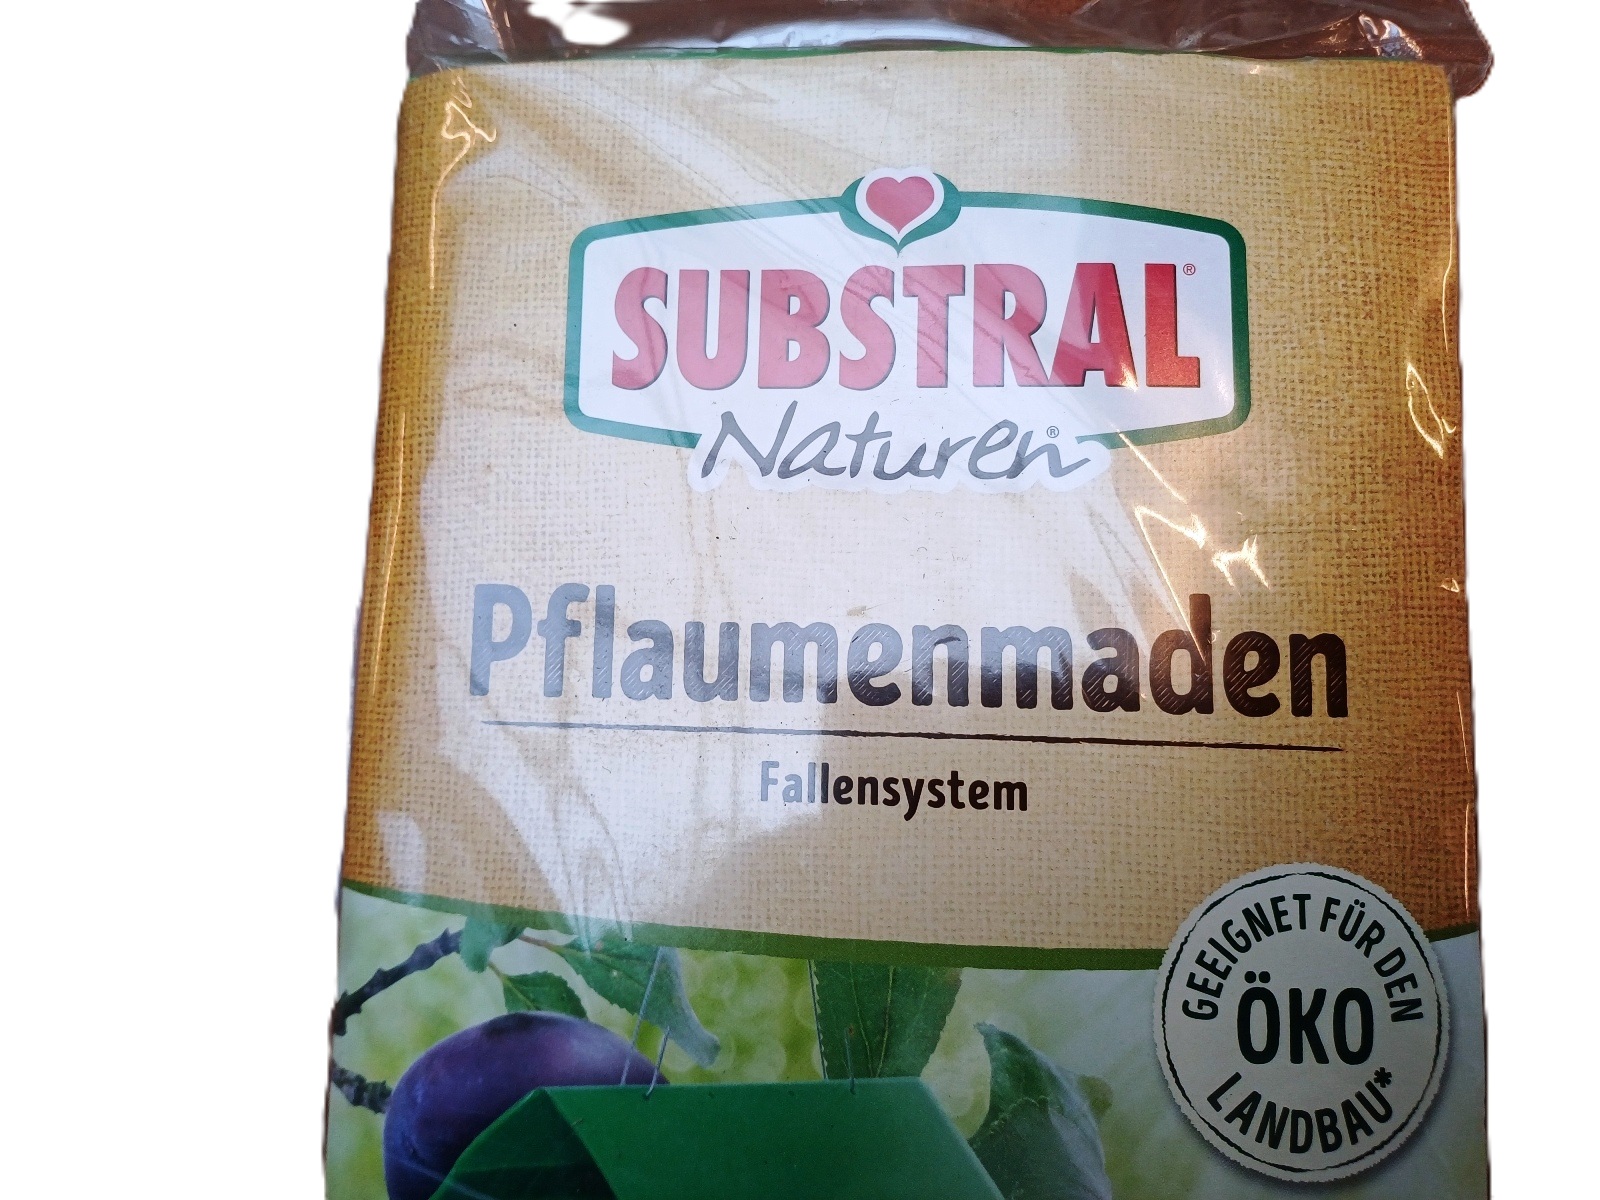 SUBSTRAL®
Naturen®
Pflaumenmaden
Fallensystem
GEEIGNET FÜR DEN
ÖKO
LANDBAU*